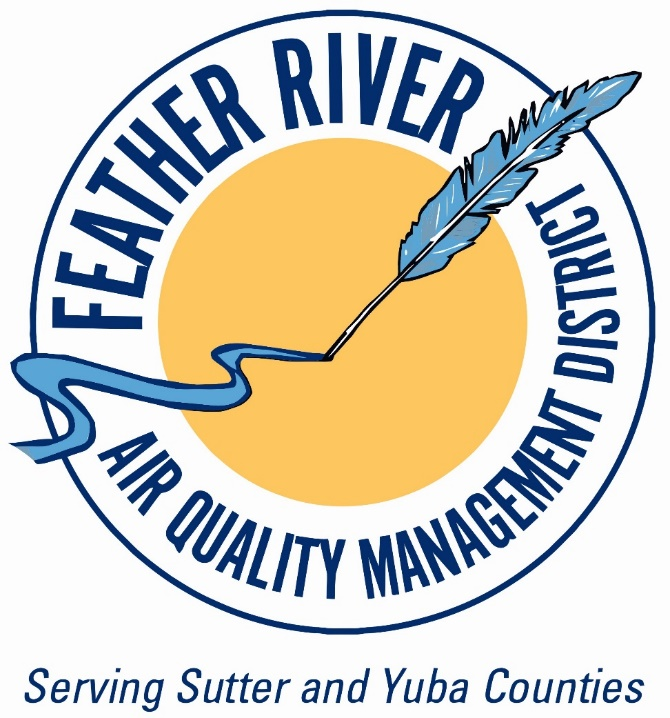 FEATHER RIVER
AIR QUALITY MANAGEMENT DISTRICT
Serving Sutter and Yuba Counties